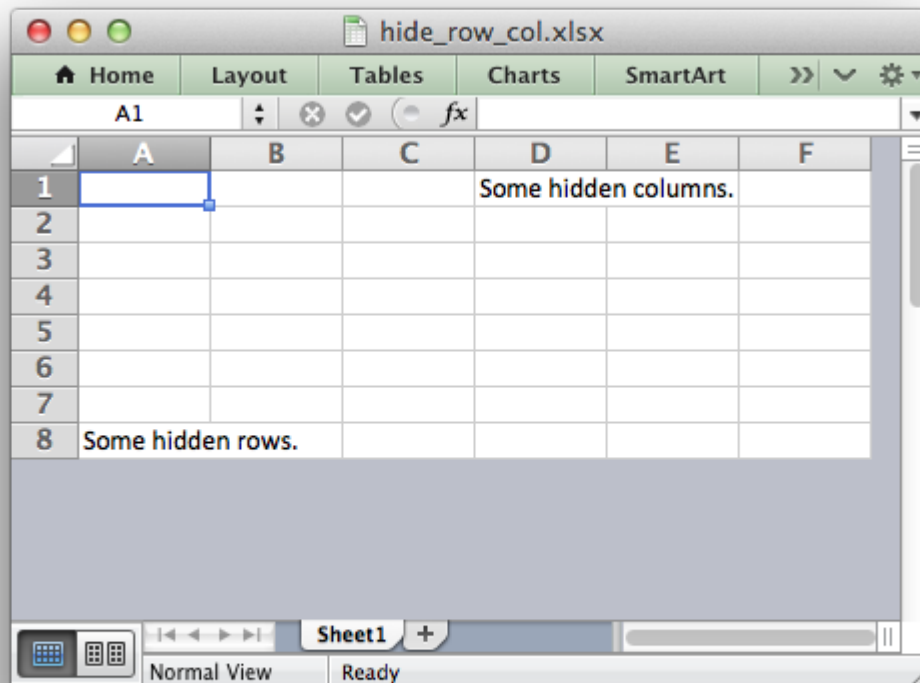 hide_row_col.xlsx
Home Layout Tables Charts SmartArt
A1 fx
A B C D E F
1 Some hidden columns.
2
3
4
5
6
7
8 Some hidden rows.
Sheet1
Normal View Ready